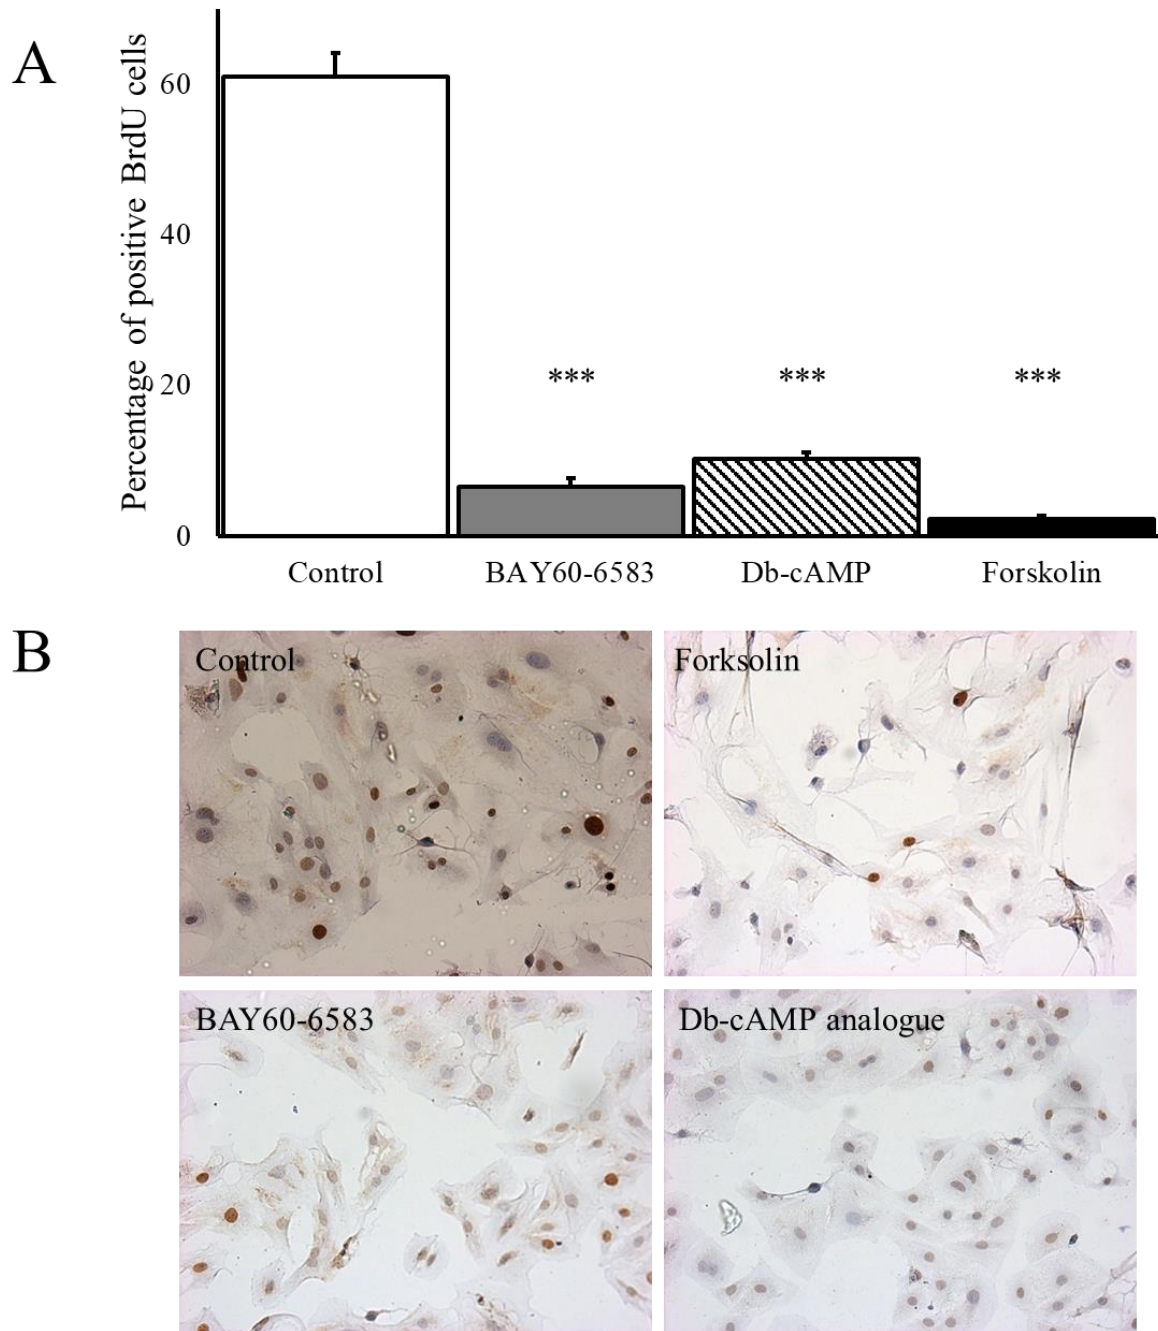 A
Percentage of positive BrdU cells
60
40
20
0
*** *** ***
Control BAY60-6583 Db-cAMP Forskolin
B
Control Forksolin
BAY60-6583 Db-cAMP analogue